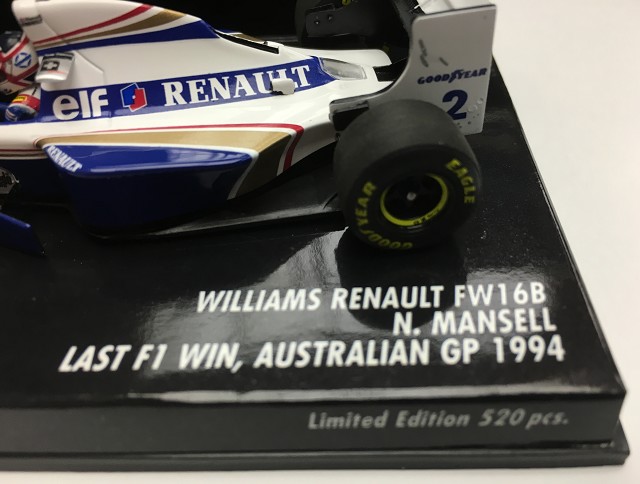 GOODYEAR
2
elf RENAULT
RENAULT
GOODYEAR EAGLE
WILLIAMS RENAULT FW16B
N. MANSELL
LAST F1 WIN, AUSTRALIAN GP 1994
Limited Edition 520 pcs.